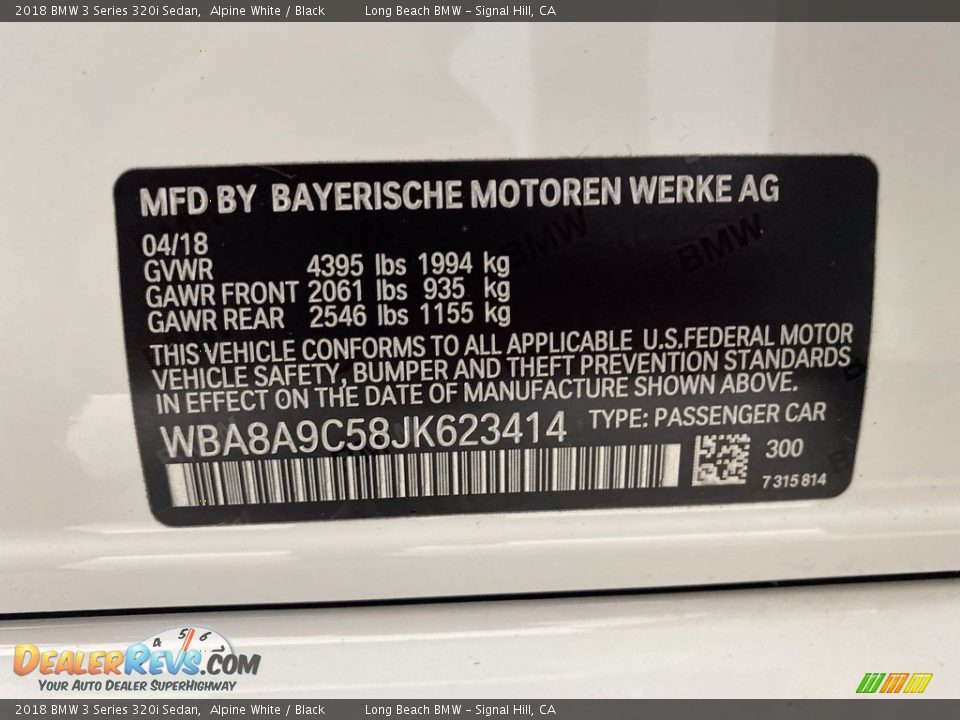 2018 BMW 3 Series 320i Sedan, Alpine White / Black Long Beach BMW – Signal Hill, CA
MFD BY BAYERISCHE MOTOREN WERKE AG
04/18
GVWR 4395 lbs 1994 kg
GAWR FRONT 2061 lbs 935 kg
GAWR REAR 2546 lbs 1155 kg
THIS VEHICLE CONFORMS TO ALL APPLICABLE U.S.FEDERAL MOTOR
VEHICLE SAFETY, BUMPER AND THEFT PREVENTION STANDARDS
IN EFFECT ON THE DATE OF MANUFACTURE SHOWN ABOVE.
WBA8A9C58JK623414 TYPE: PASSENGER CAR
300
7 315 814
4 5 6
DEALERREVS.COM
YOUR AUTO DEALER SUPERHIGHWAY
2018 BMW 3 Series 320i Sedan, Alpine White / Black Long Beach BMW – Signal Hill, CA